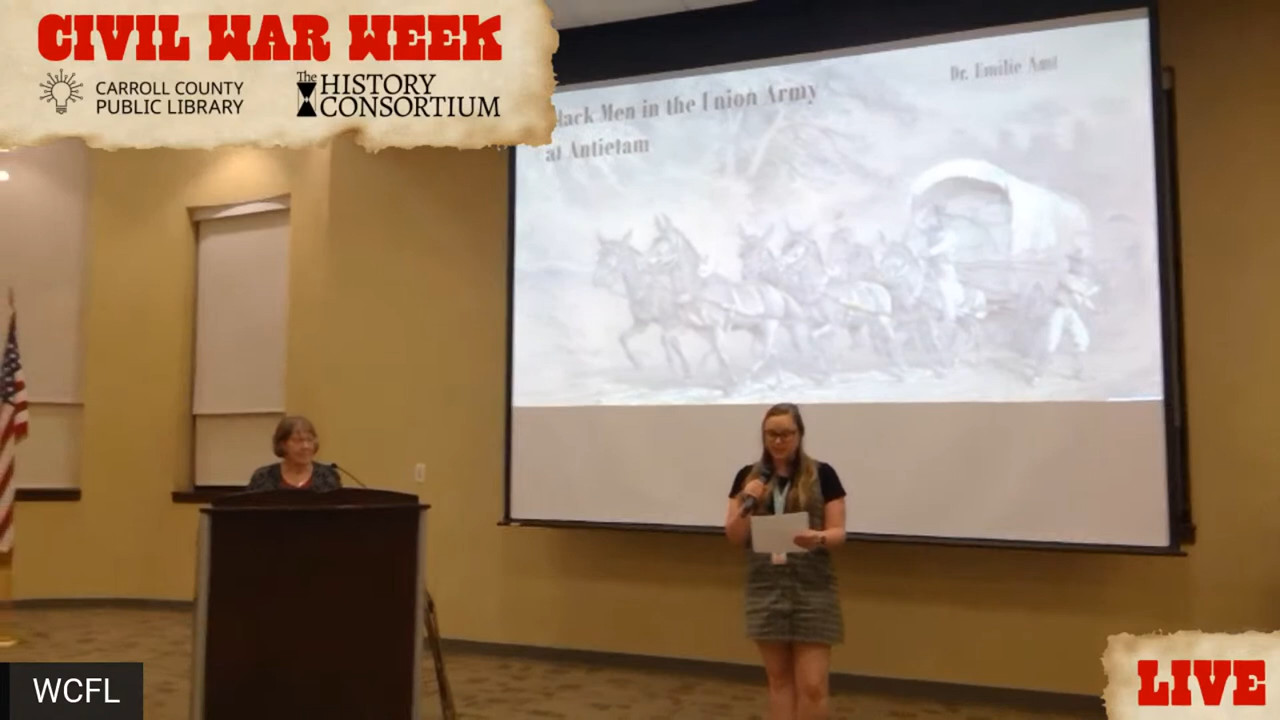 CIVIL WAR WEEK
CARROLL COUNTY
PUBLIC LIBRARY
The
HISTORY
CONSORTIUM
Dr. Emilie Amt
lack Men in the Union Army
at Antietam
WCFL
LIVE